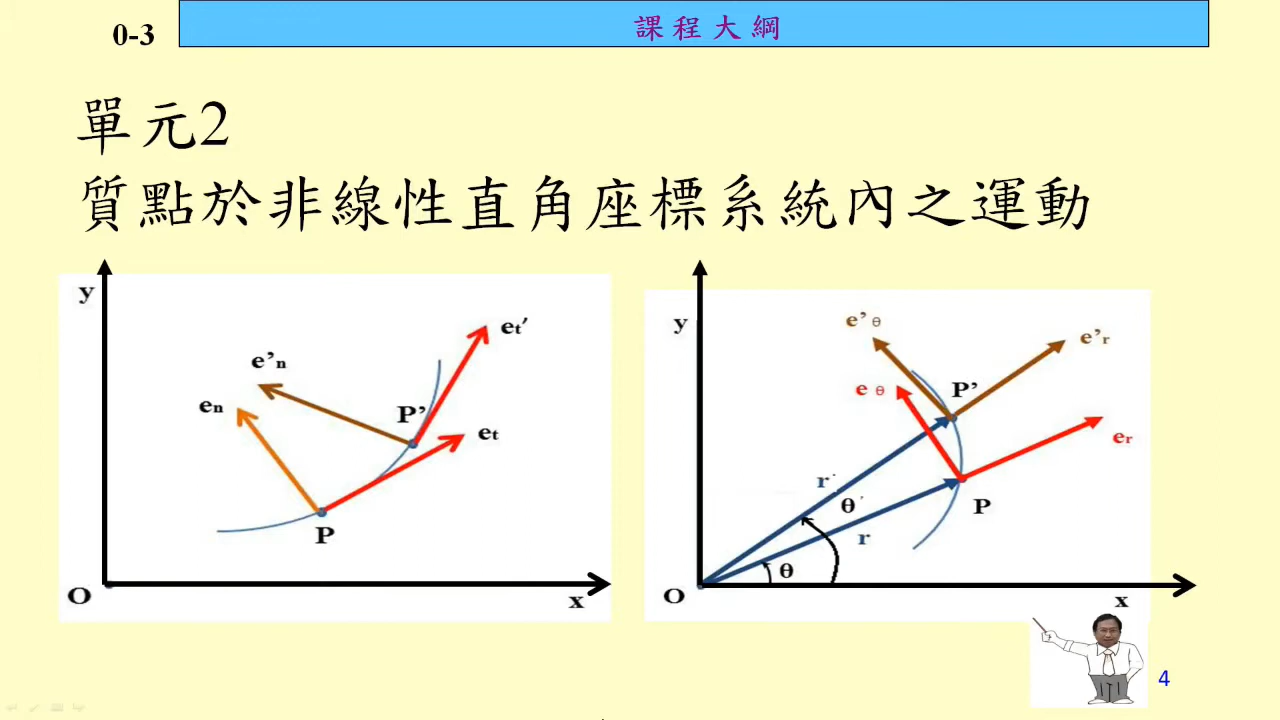 0-3
課程大綱
單元2
質點於非線性直角座標系統內之運動
y
et′
e’n
en
P’
et
P
O
x
y
e’θ
e’r
P’
eθ
er
r′
θ′
P
r
θ
O
x
4